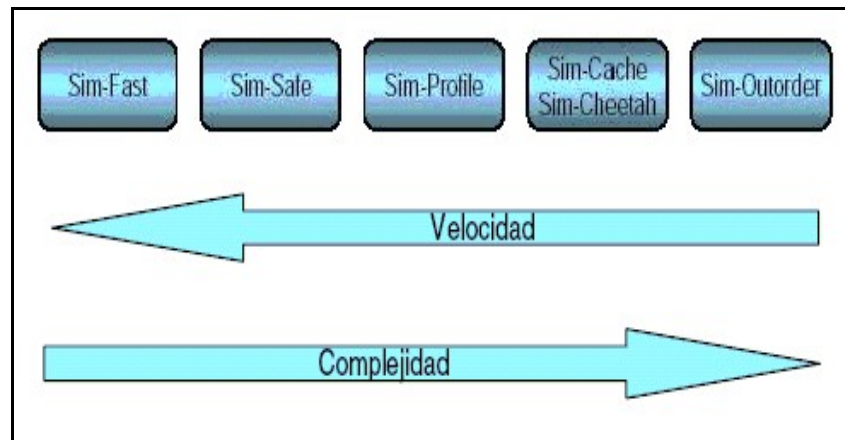 Sim-Fast
Sim-Safe
Sim-Profile
Sim-Cache
Sim-Cheetah
Sim-Outorder
Velocidad
Complejidad